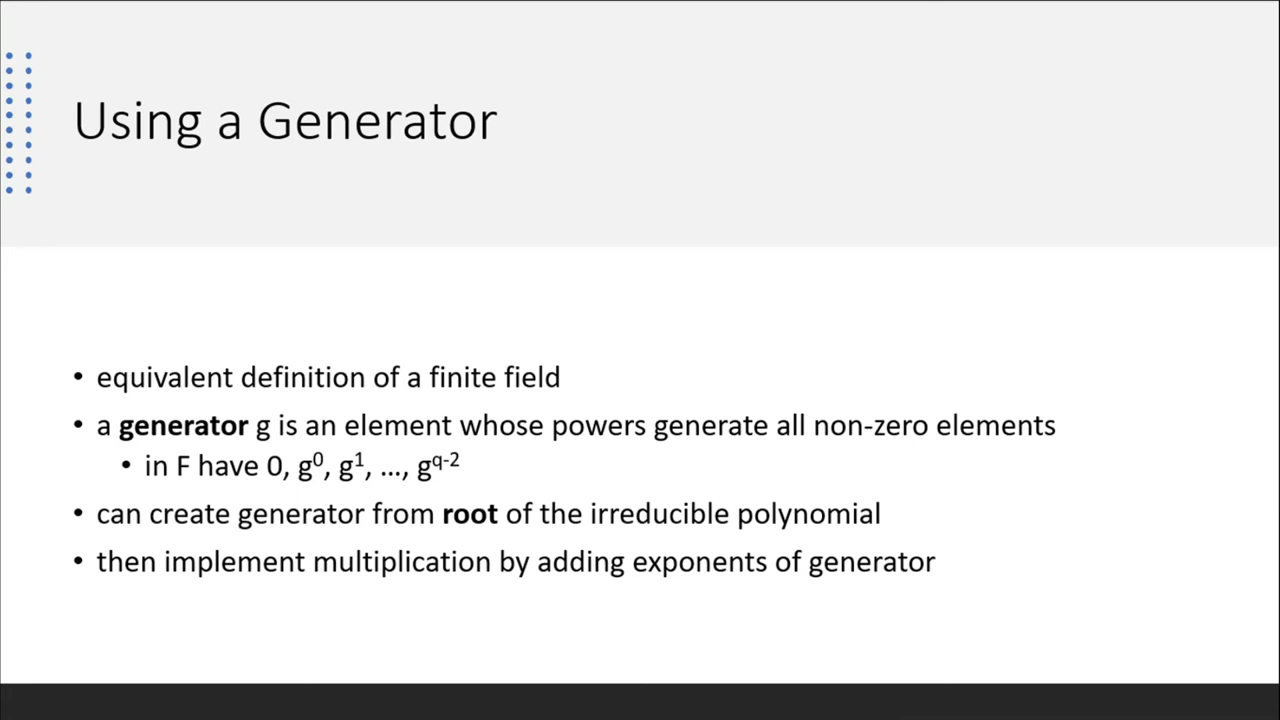 Using a Generator
• equivalent definition of a finite field
• a generator g is an element whose powers generate all non-zero elements
• in F have 0, g⁰, g¹, …, g^q-2
• can create generator from root of the irreducible polynomial
• then implement multiplication by adding exponents of generator